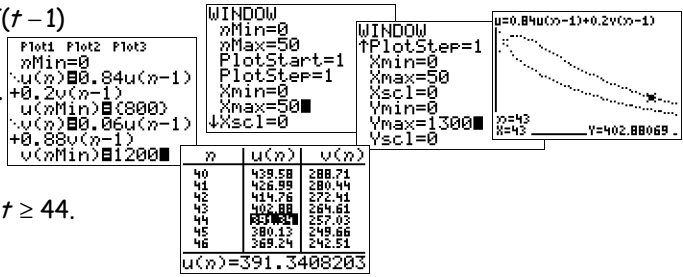 (t – 1)
Plot1 Plot2 Plot3
nMin=0
u(n)=0.84u(n-1)
+0.2v(n-1)
u(nMin)={800}
v(n)=0.06u(n-1)
+0.88v(n-1)
v(nMin)=1200
WINDOW
nMin=0
nMax=50
PlotStart=1
PlotStep=1
Xmin=0
Xmax=50
↓Xscl=0
WINDOW
↑PlotStep=1
Xmin=0
Xmax=50
Xscl=0
Ymin=0
Ymax=1300
Yscl=0
u=0.84u(n-1)+0.2v(n-1)
n=43
X=43 Y=402.88069
n u(n) v(n)
40 439.58 288.71
41 426.99 280.44
42 414.76 272.41
43 402.88 264.61
44 391.34 257.03
45 380.13 249.66
46 369.24 242.51
u(n)=391.3408203
t ≥ 44.